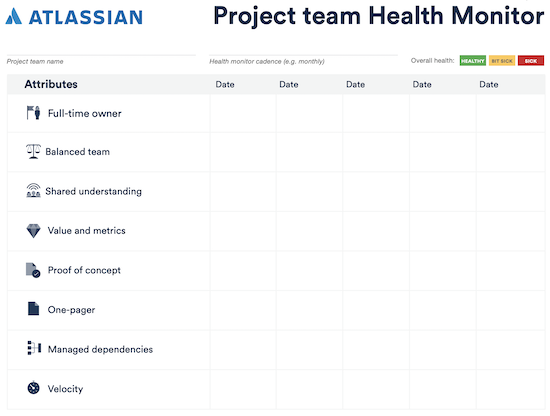 ATLASSIAN
Project team Health Monitor
Project team name
Health monitor cadence (e.g. monthly)
Overall health: HEALTHY BIT SICK SICK
Attributes Date Date Date Date Date
Full-time owner
Balanced team
Shared understanding
Value and metrics
Proof of concept
One-pager
Managed dependencies
Velocity